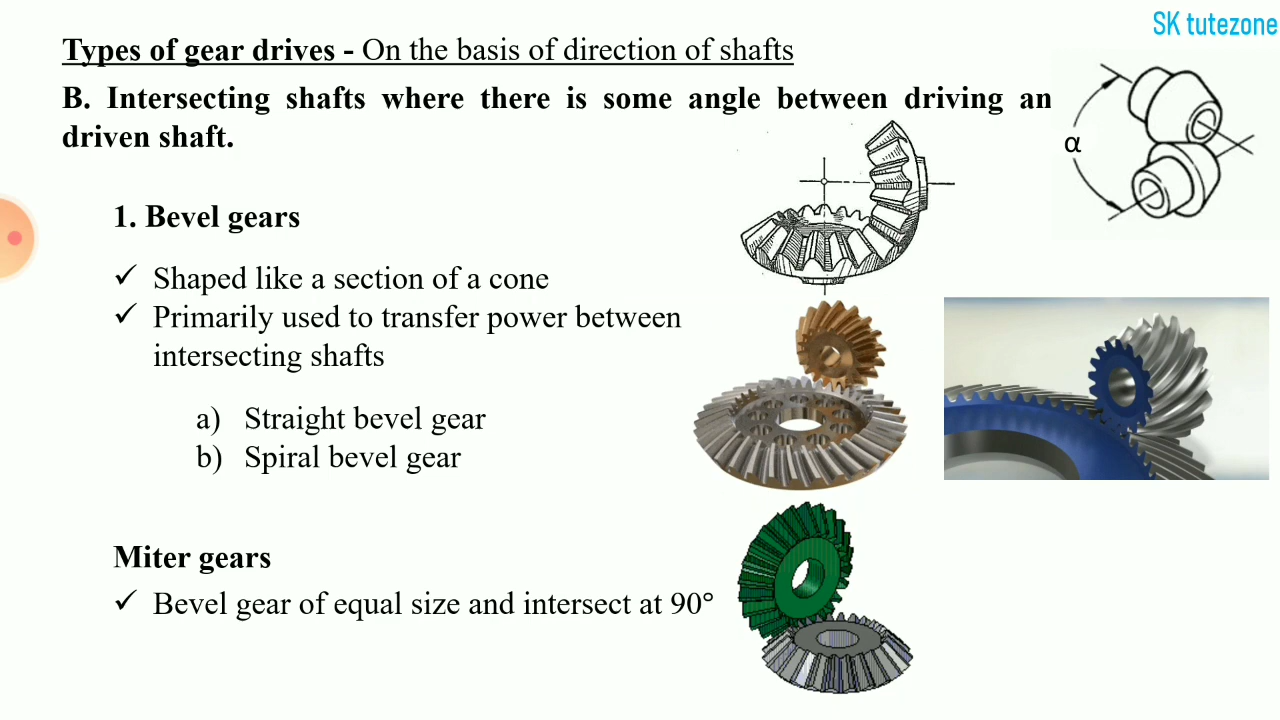 SK tutezone
Types of gear drives - On the basis of direction of shafts
B. Intersecting shafts where there is some angle between driving an
driven shaft.
α
1. Bevel gears
✓ Shaped like a section of a cone
✓ Primarily used to transfer power between
intersecting shafts
a) Straight bevel gear
b) Spiral bevel gear
Miter gears
✓ Bevel gear of equal size and intersect at 90°